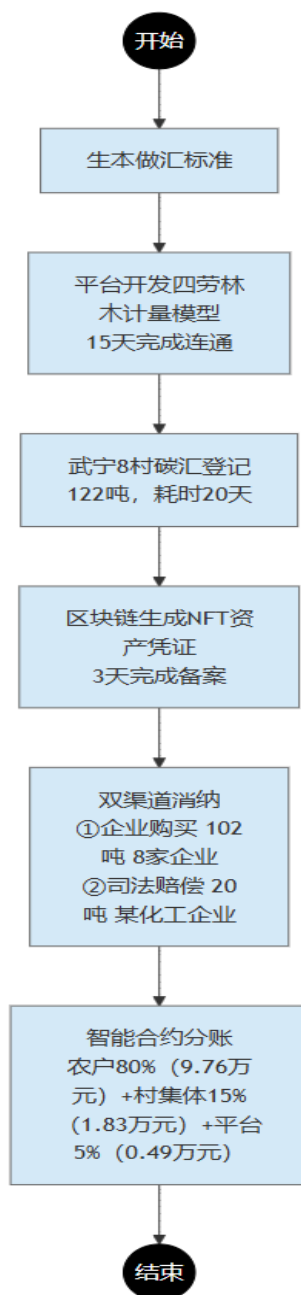 开始
生本做汇标准
平台开发四劳林
木计量模型
15天完成连通
武宁8村碳汇登记
122吨，耗时20天
区块链生成NFT资
产凭证
3天完成备案
双渠道消纳
①企业购买 102
吨 8家企业
②司法赔偿 20
吨 某化工企业
智能合约分账
农户80%（9.76万
元）+村集体15%
（1.83万元）+平台
5%（0.49万元）
结束